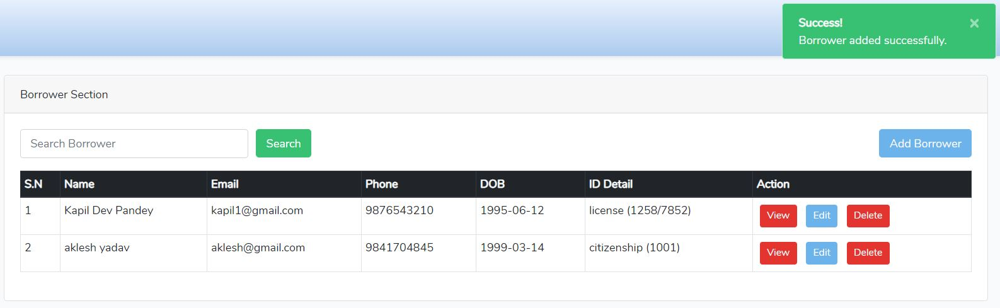 Success!
×
Borrower added successfully.
Borrower Section
Search Borrower Search Add Borrower
S.N Name Email Phone DOB ID Detail Action
1 Kapil Dev Pandey kapil1@gmail.com 9876543210 1995-06-12 license (1258/7852) View Edit Delete
2 aklesh yadav aklesh@gmail.com 9841704845 1999-03-14 citizenship (1001) View Edit Delete